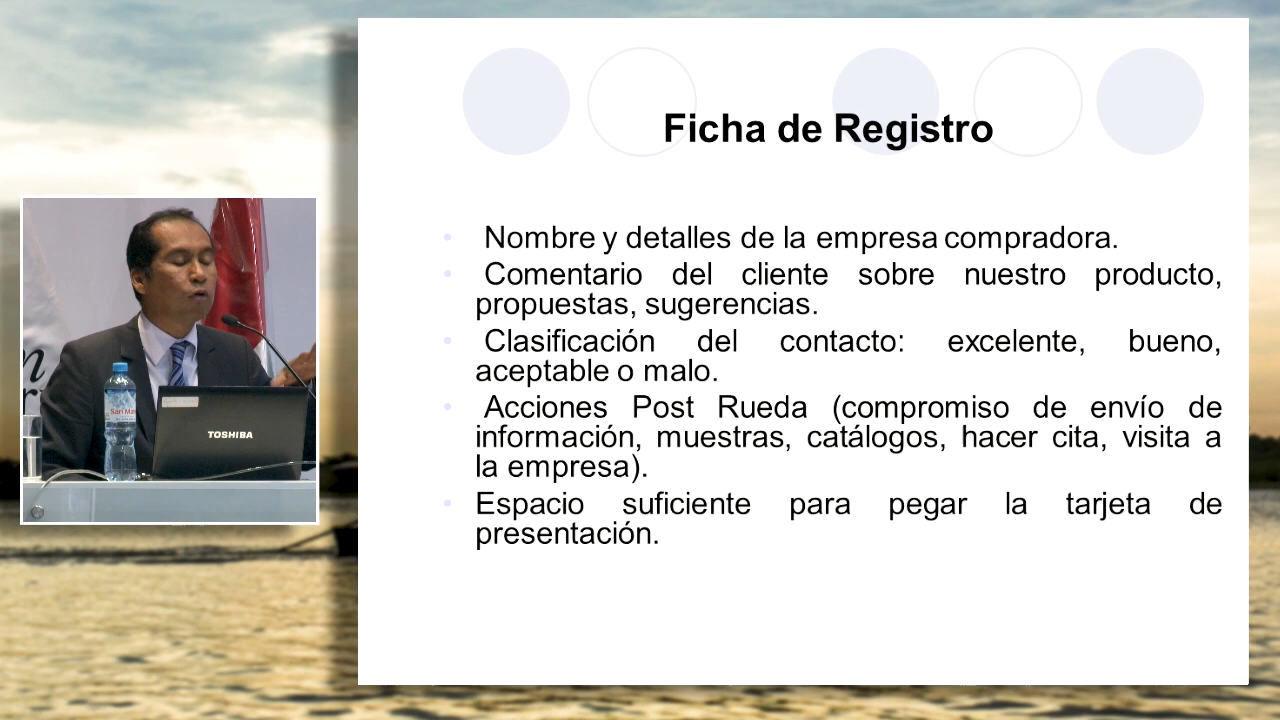 Ficha de Registro
Nombre y detalles de la empresa compradora.
Comentario del cliente sobre nuestro producto,
propuestas, sugerencias.
Clasificación del contacto: excelente, bueno,
aceptable o malo.
Acciones Post Rueda (compromiso de envío de
información, muestras, catálogos, hacer cita, visita a
la empresa).
Espacio suficiente para pegar la tarjeta de
presentación.
TOSHIBA